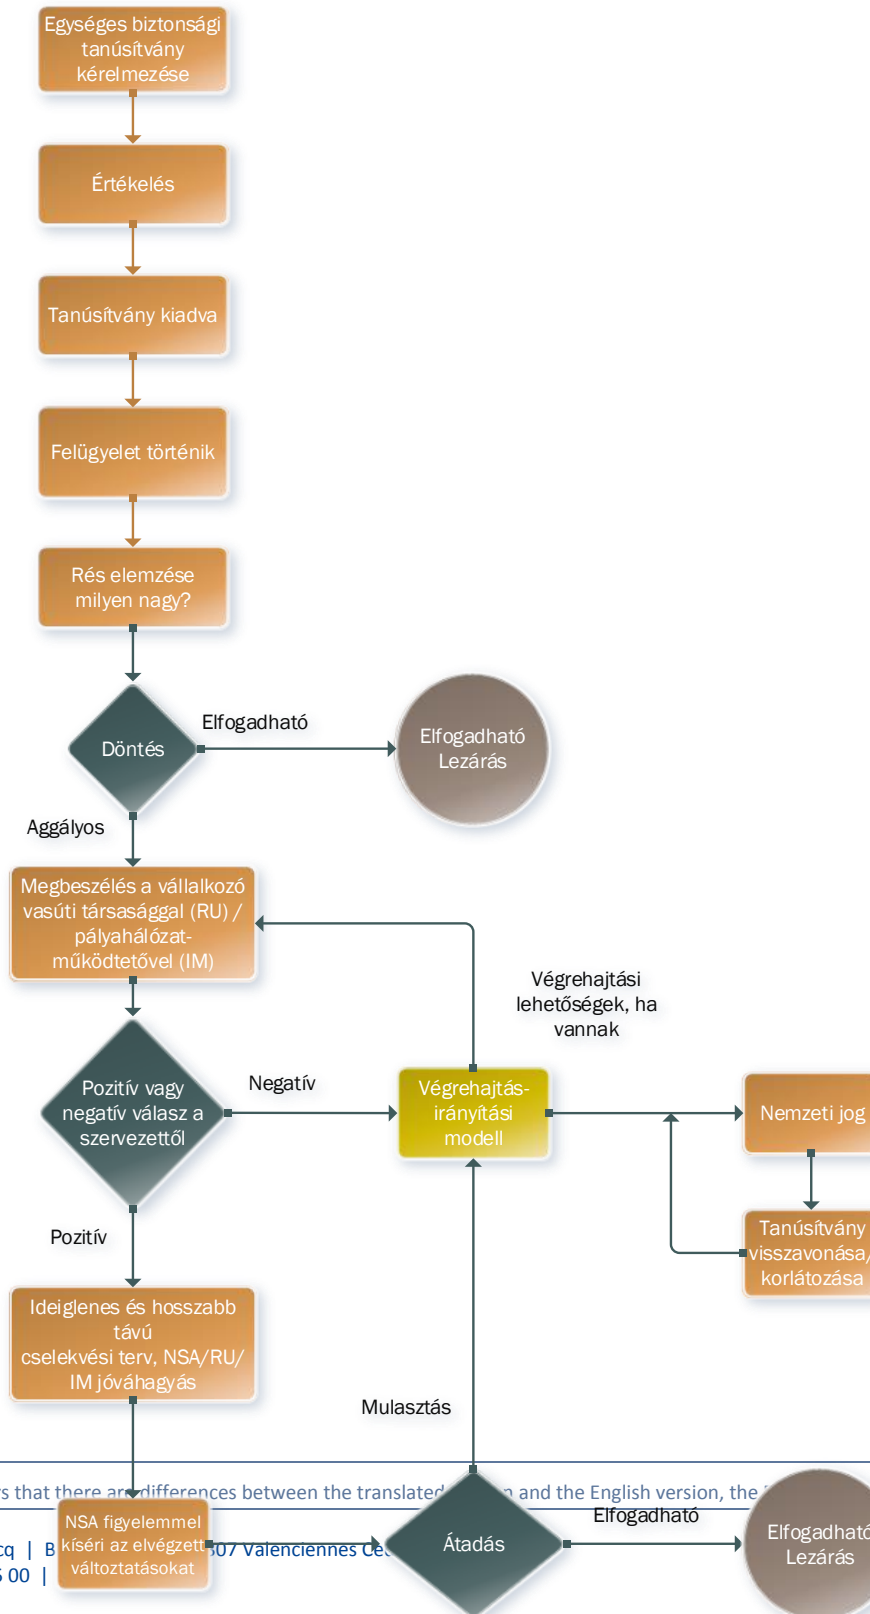 Egységes biztonsági
tanúsítvány
kérelmezése
Értékelés
Tanúsítvány kiadva
Felügyelet történik
Rés elemzése
milyen nagy?
Döntés
Elfogadható
Elfogadható
Lezárás
Aggályos
Megbeszélés a vállalkozó
vasúti társasággal (RU) /
pályahálózat-
működtetővel (IM)
Végrehajtási
lehetőségek, ha
vannak
Pozitív vagy
negatív válasz a
szervezettől
Negatív
Végrehajtás-
irányítási
modell
Nemzeti jog
Tanúsítvány
visszavonása/
korlátozása
Pozitív
Ideiglenes és hosszabb
távú
cselekvési terv, NSA/RU/
IM jóváhagyás
Mulasztás
that there are differences between the translated and the English version, the
NSA figyelemmel
kíséri az elvégzett
változtatásokat
Átadás
Elfogadható
Elfogadható
Lezárás
Valenciennes
00 |